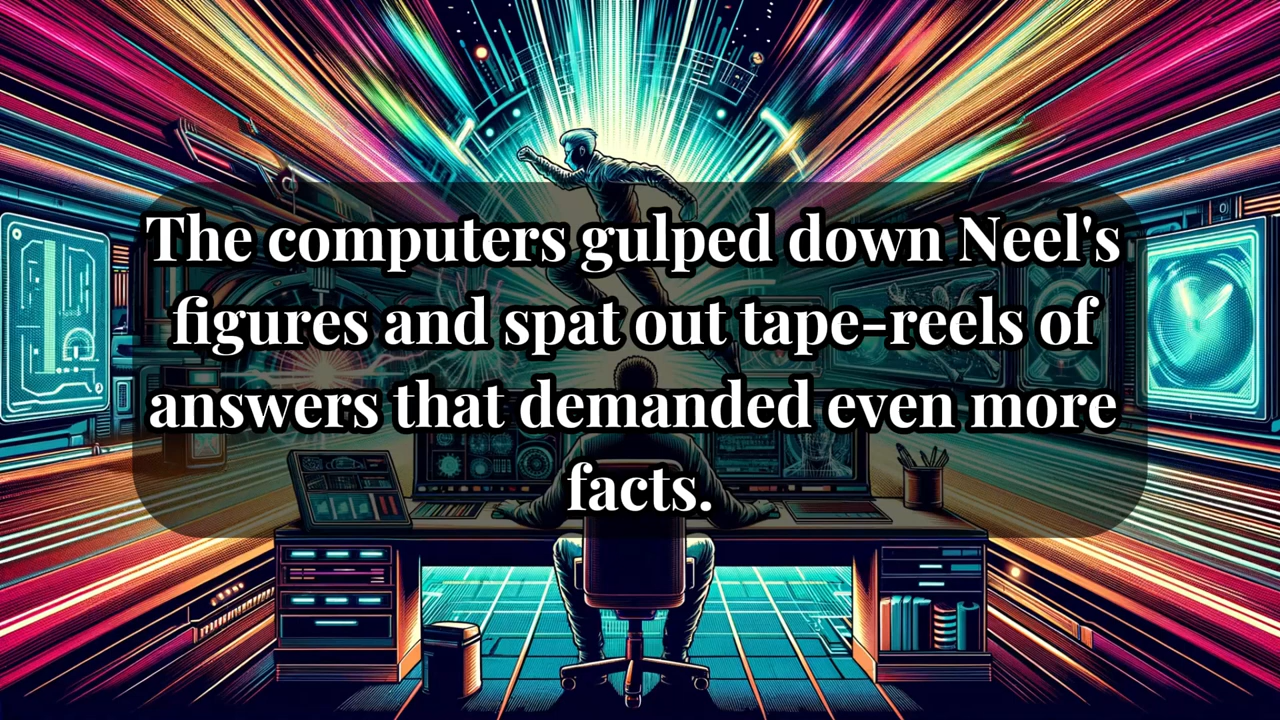 The computers gulped down Neel's
figures and spat out tape-reels of
answers that demanded even more
facts.